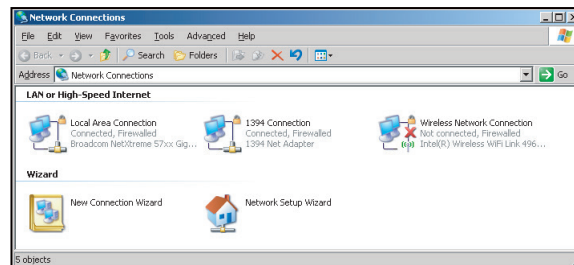 Network Connections
File Edit View Favorites Tools Advanced Help
Back Search Folders
Address Network Connections Go
LAN or High-Speed Internet
Local Area Connection 1394 Connection Wireless Network Connection
Connected, Firewalled Connected, Firewalled Not connected, Firewalled
Broadcom NetXtreme 57xx Gig... 1394 Net Adapter Intel(R) Wireless WiFi Link 496...
Wizard
New Connection Wizard Network Setup Wizard
5 objects